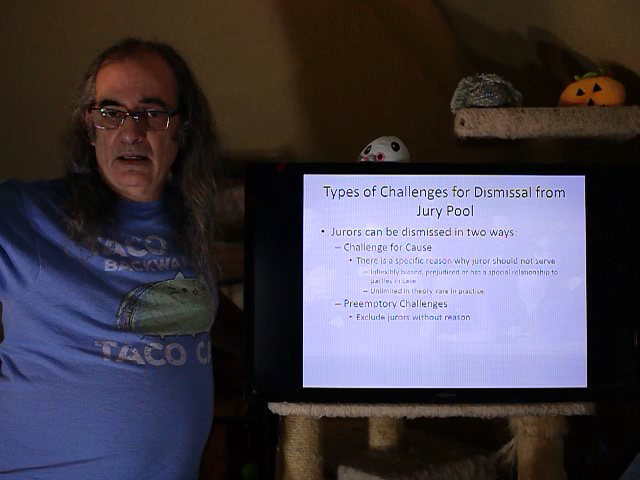 TACO
BACKWA
TACO CA
Types of Challenges for Dismissal from
Jury Pool
• Jurors can be dismissed in two ways:
– Challenge for Cause
• There is a specific reason why juror should not serve
– Inflexibly biased, prejudiced or has a special relationship to
parties in case
– Unlimited in theory, rare in practice
– Preemptory Challenges
• Exclude jurors without reason